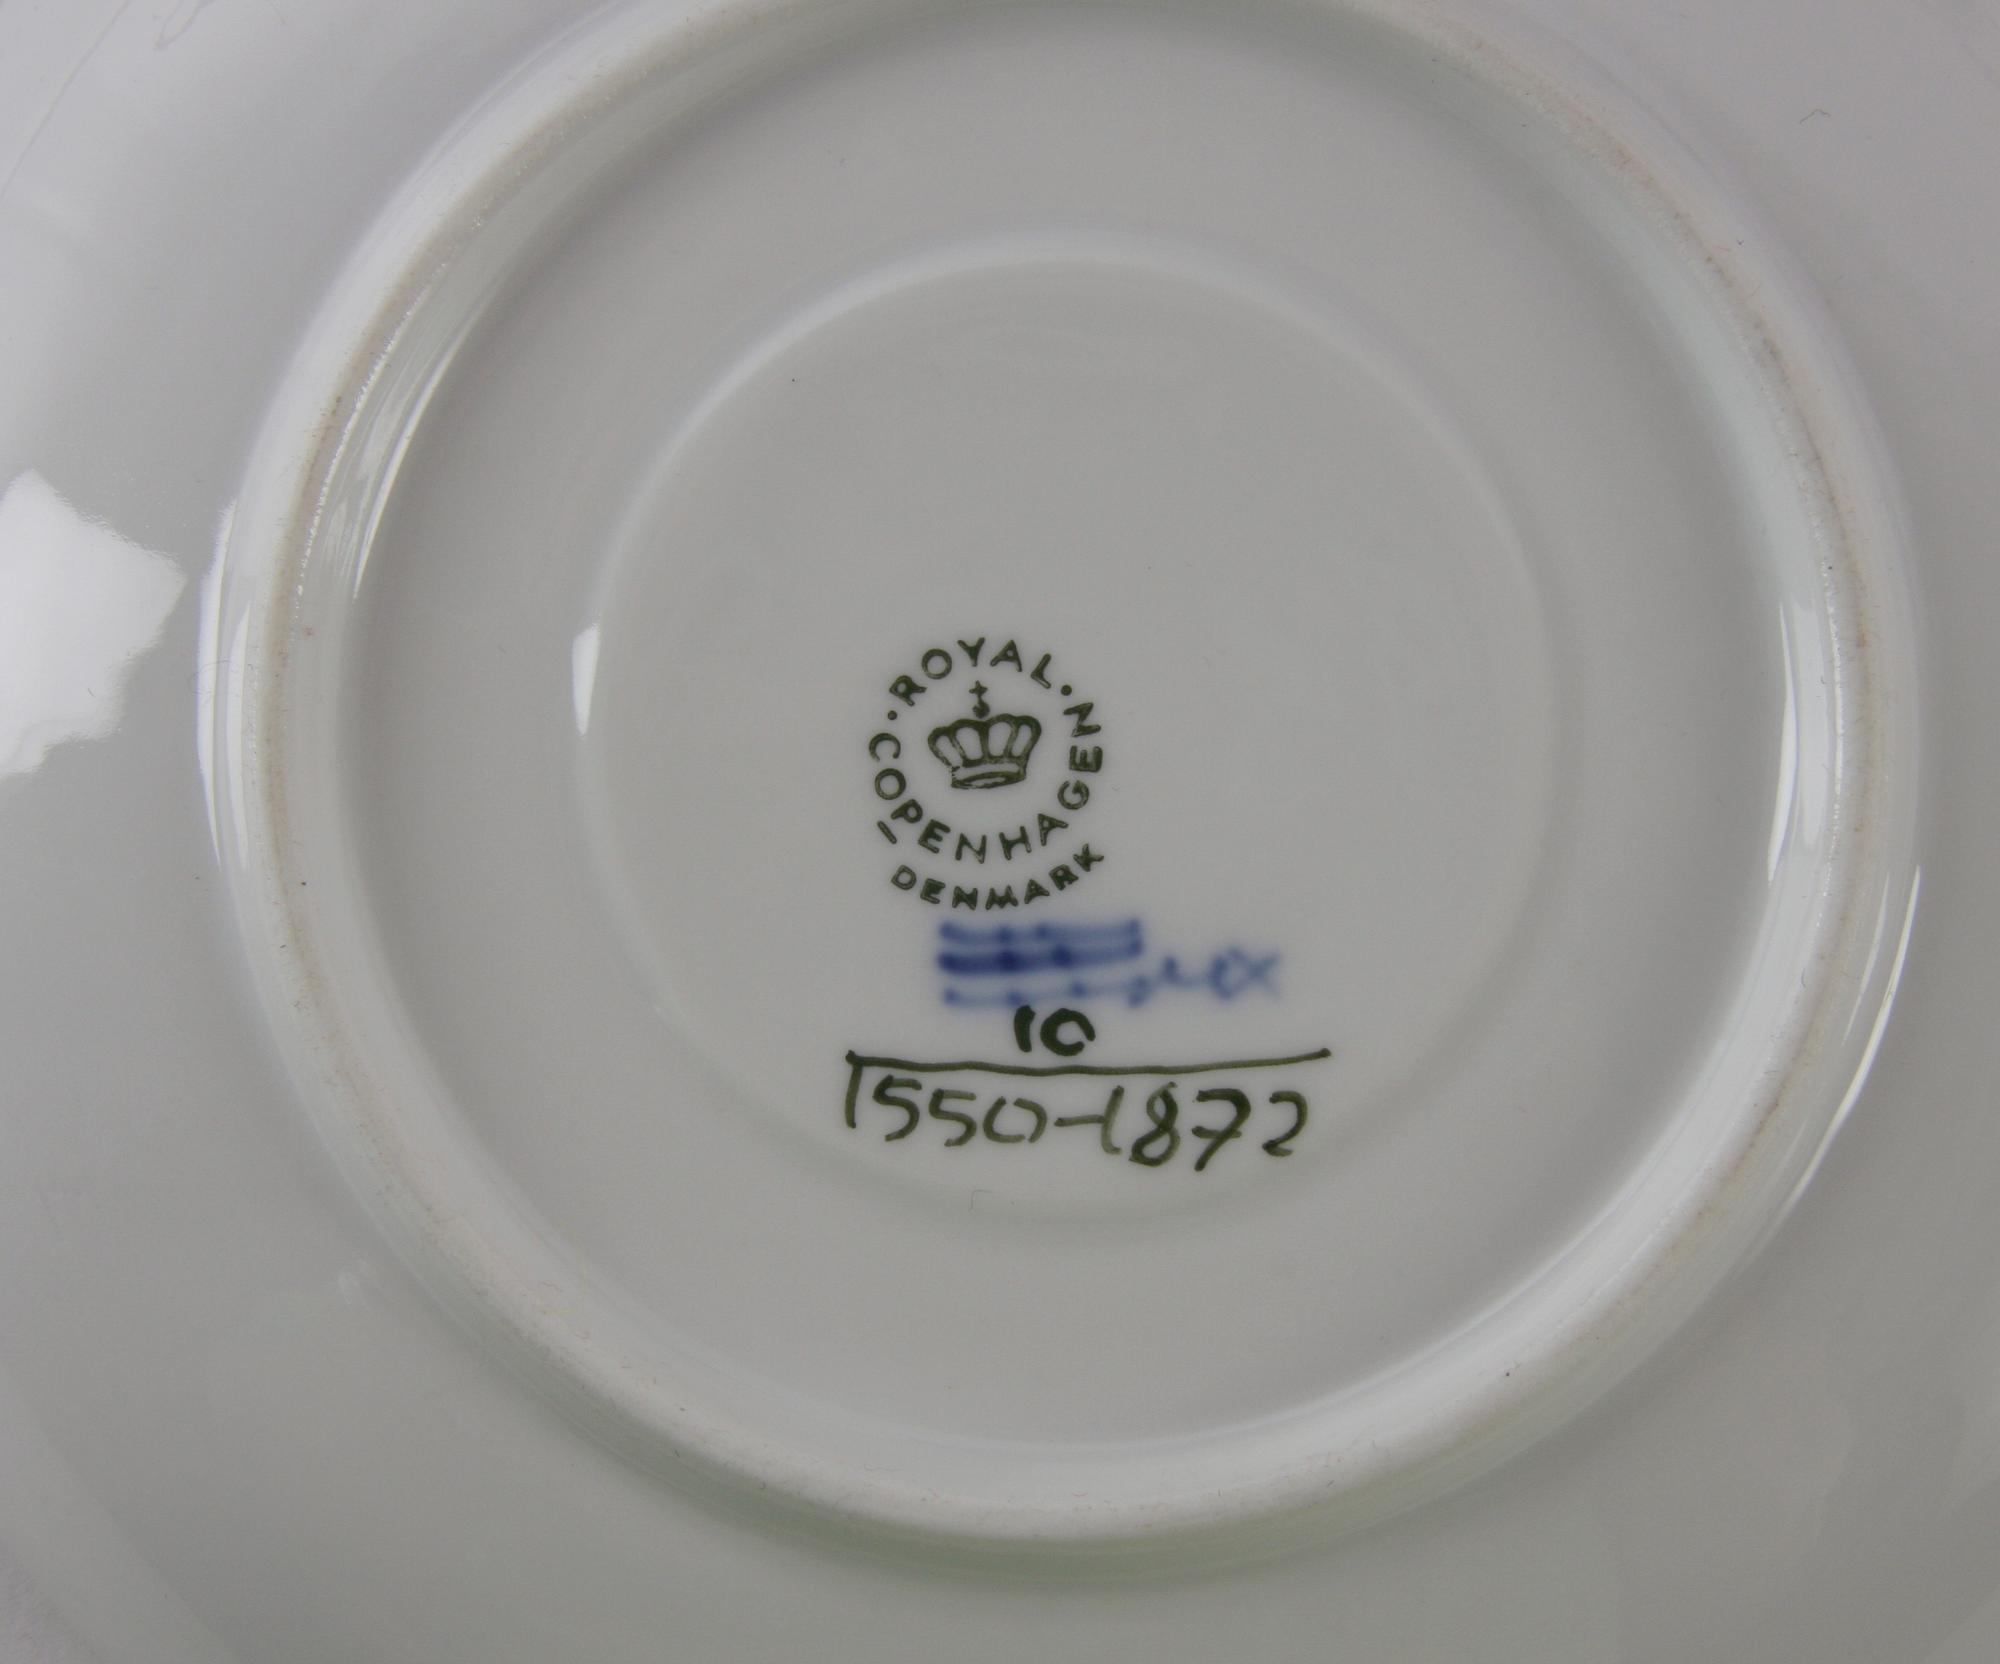 ROYAL · COPENHAGEN ·
DENMARK
10
1550-1872